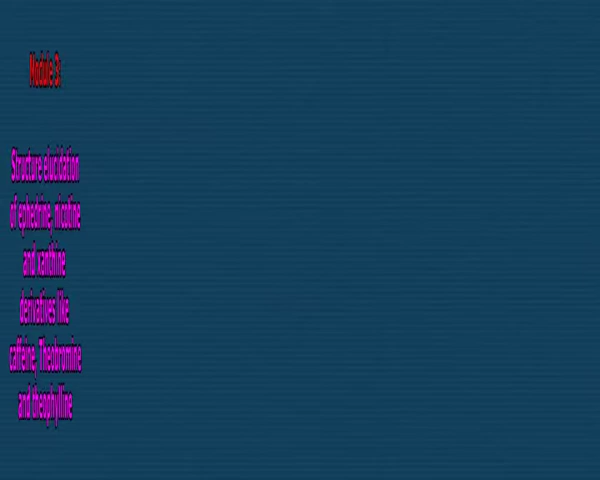 Module 3:
Structure elucidation
of ephedrine, nicotine
and xanthine
derivatives like
caffeine, Theobromine
and theophylline